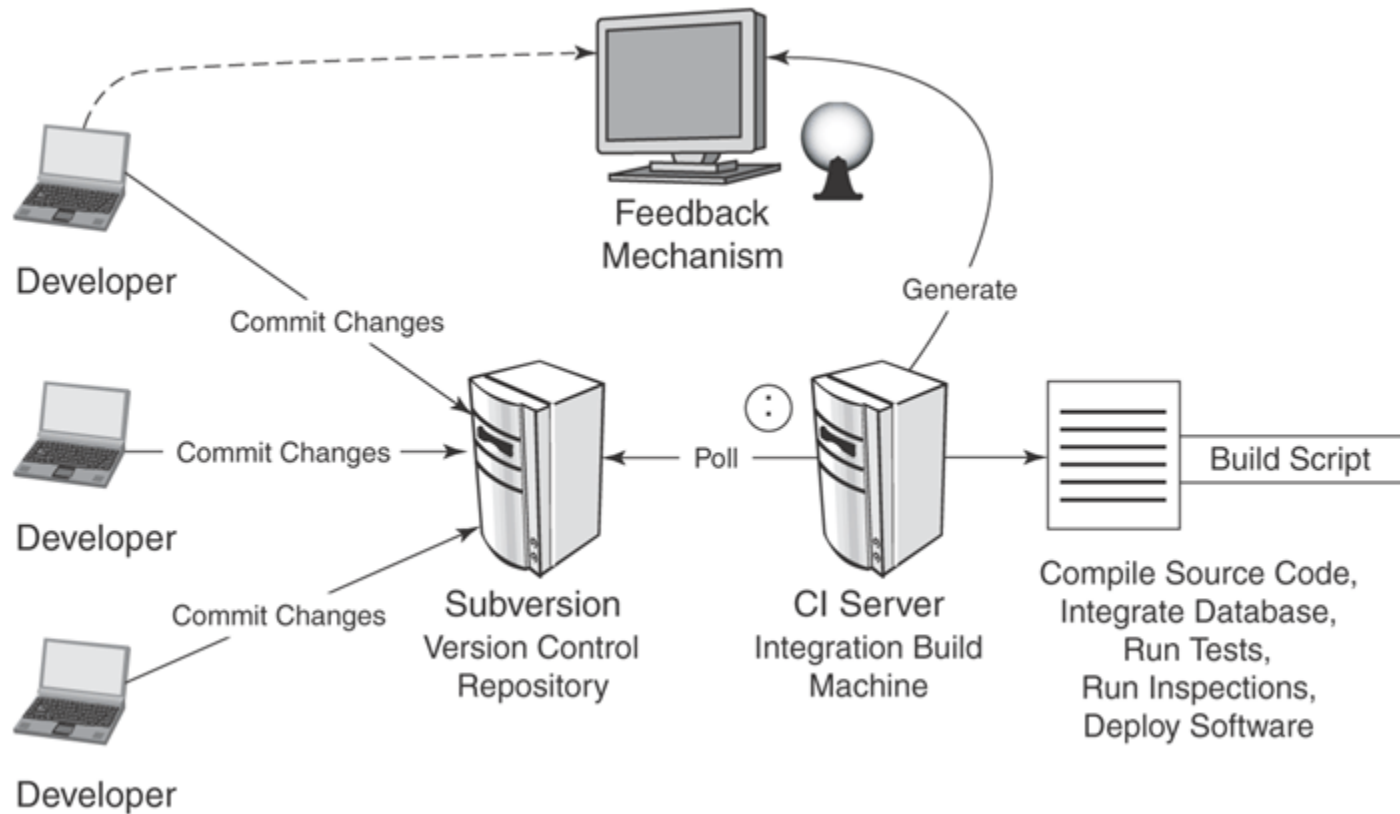 Feedback
Mechanism
Developer
Generate
Commit Changes
Commit Changes
Poll
Build Script
Developer
Commit Changes
Subversion
Version Control
Repository
CI Server
Integration Build
Machine
Compile Source Code,
Integrate Database,
Run Tests,
Run Inspections,
Deploy Software
Developer